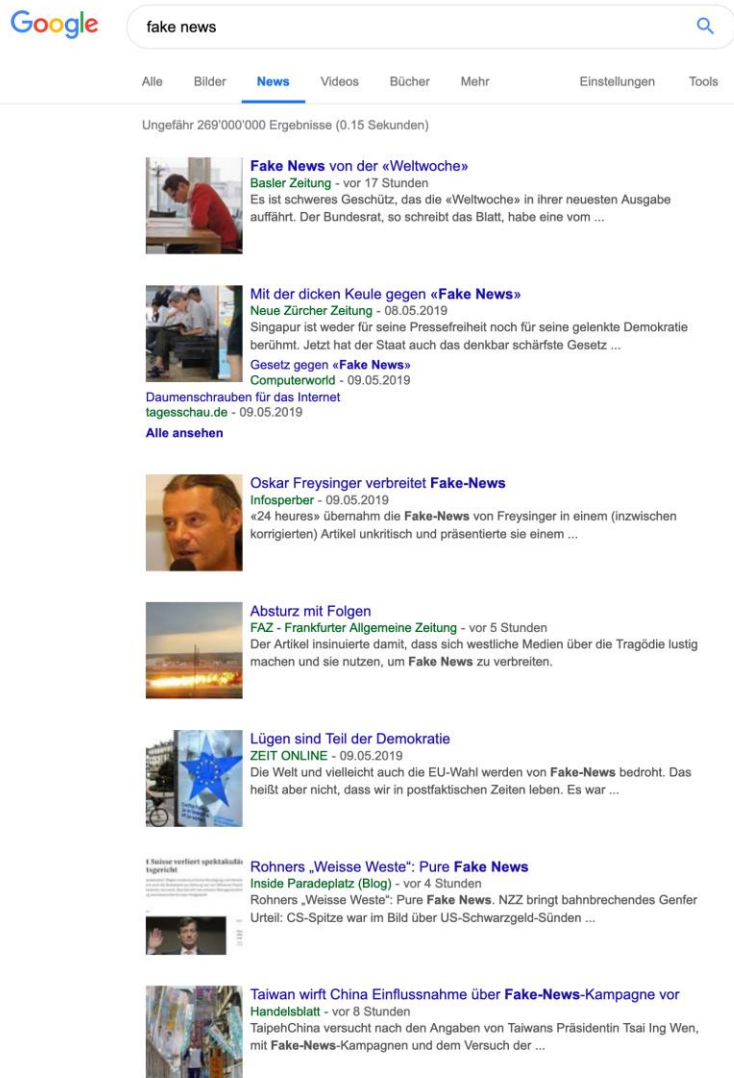 Google
fake news
Alle Bilder News Videos Bücher Mehr Einstellungen Tools
Ungefähr 269'000'000 Ergebnisse (0.15 Sekunden)
Fake News von der «Weltwoche»
Basler Zeitung - vor 17 Stunden
Es ist schweres Geschütz, das die «Weltwoche» in ihrer neuesten Ausgabe
auffährt. Der Bundesrat, so schreibt das Blatt, habe eine vom ...
Mit der dicken Keule gegen «Fake News»
Neue Zürcher Zeitung - 08.05.2019
Singapur ist weder für seine Pressefreiheit noch für seine gelenkte Demokratie
berühmt. Jetzt hat der Staat auch das denkbar schärfste Gesetz ...
Gesetz gegen «Fake News»
Computerworld - 09.05.2019
Daumenschrauben für das Internet
tagesschau.de - 09.05.2019
Alle ansehen
Oskar Freysinger verbreitet Fake-News
Infosperber - 09.05.2019
«24 heures» übernahm die Fake-News von Freysinger in einem (inzwischen
korrigierten) Artikel unkritisch und präsentierte sie einem ...
Absturz mit Folgen
FAZ - Frankfurter Allgemeine Zeitung - vor 5 Stunden
Der Artikel insinuierte damit, dass sich westliche Medien über die Tragödie lustig
machen und sie nutzen, um Fake News zu verbreiten.
Lügen sind Teil der Demokratie
ZEIT ONLINE - 09.05.2019
Die Welt und vielleicht auch die EU-Wahl werden von Fake-News bedroht. Das
heißt aber nicht, dass wir in postfaktischen Zeiten leben. Es war ...
t Suisse verliert spektakulä
tsgericht
Rohners „Weisse Weste“: Pure Fake News
Inside Paradeplatz (Blog) - vor 4 Stunden
Rohners „Weisse Weste“: Pure Fake News. NZZ bringt bahnbrechendes Genfer
Urteil: CS-Spitze war im Bild über US-Schwarzgeld-Sünden ...
Taiwan wirft China Einflussnahme über Fake-News-Kampagne vor
Handelsblatt - vor 8 Stunden
TaipehChina versucht nach den Angaben von Taiwans Präsidentin Tsai Ing Wen,
mit Fake-News-Kampagnen und dem Versuch der ...